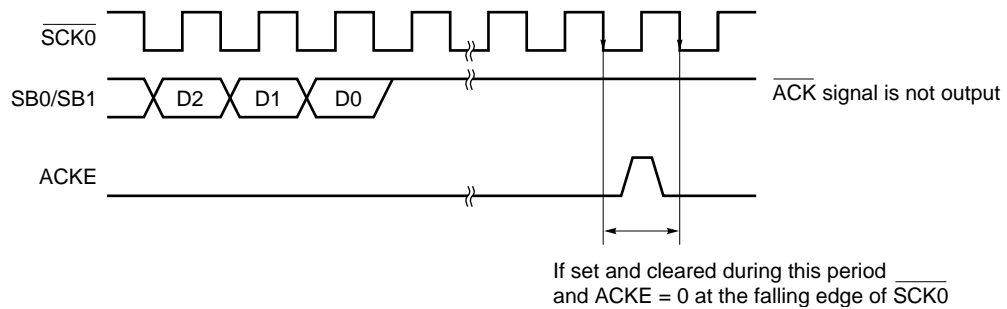 SCK0
SB0/SB1
D2
D1
D0
ACK signal is not output
ACKE
If set and cleared during this period
and ACKE = 0 at the falling edge of SCK0